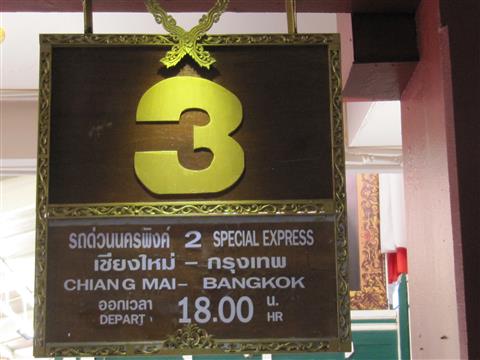 3
รถด่วนนครพิงค์ 2 SPECIAL EXPRESS
เชียงใหม่ – กรุงเทพ
CHIANG MAI – BANGKOK
ออกเวลา 18.00 น.
DEPART HR